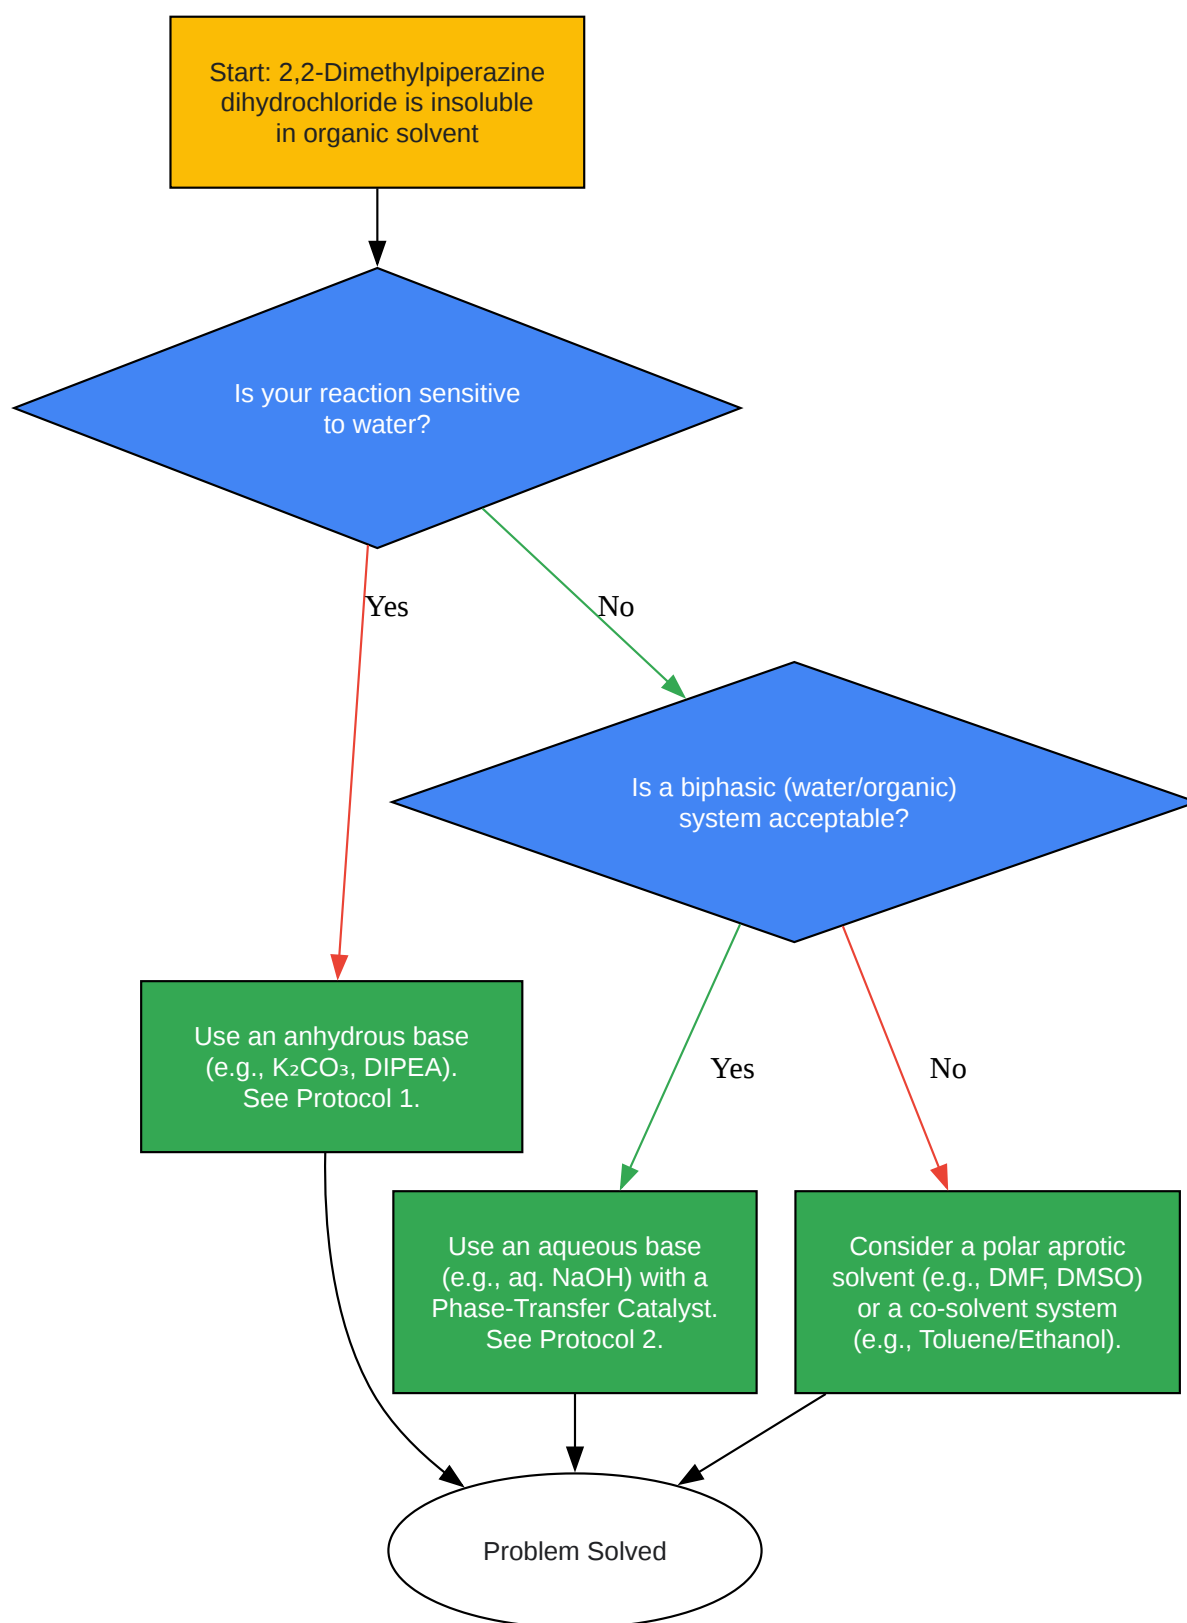 Start: 2,2-Dimethylpiperazine
dihydrochloride is insoluble
in organic solvent
Is your reaction sensitive
to water?
Yes
No
Is a biphasic (water/organic)
system acceptable?
Use an anhydrous base
(e.g., K₂CO₃, DIPEA).
See Protocol 1.
Yes
No
Use an aqueous base
(e.g., aq. NaOH) with a
Phase-Transfer Catalyst.
See Protocol 2.
Consider a polar aprotic
solvent (e.g., DMF, DMSO)
or a co-solvent system
(e.g., Toluene/Ethanol).
Problem Solved